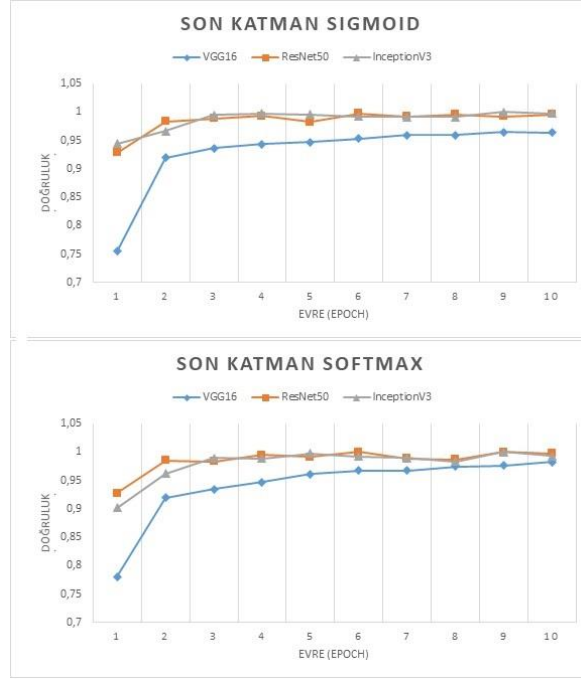 SON KATMAN SIGMOID
VGG16 ResNet50 InceptionV3
1,05
1
0,95
0,9
0,85
0,8
0,75
0,7
DOĞRULUK
1 2 3 4 5 6 7 8 9 10
EVRE (EPOCH)
SON KATMAN SOFTMAX
VGG16 ResNet50 InceptionV3
1,05
1
0,95
0,9
0,85
0,8
0,75
0,7
DOĞRULUK
1 2 3 4 5 6 7 8 9 10
EVRE (EPOCH)